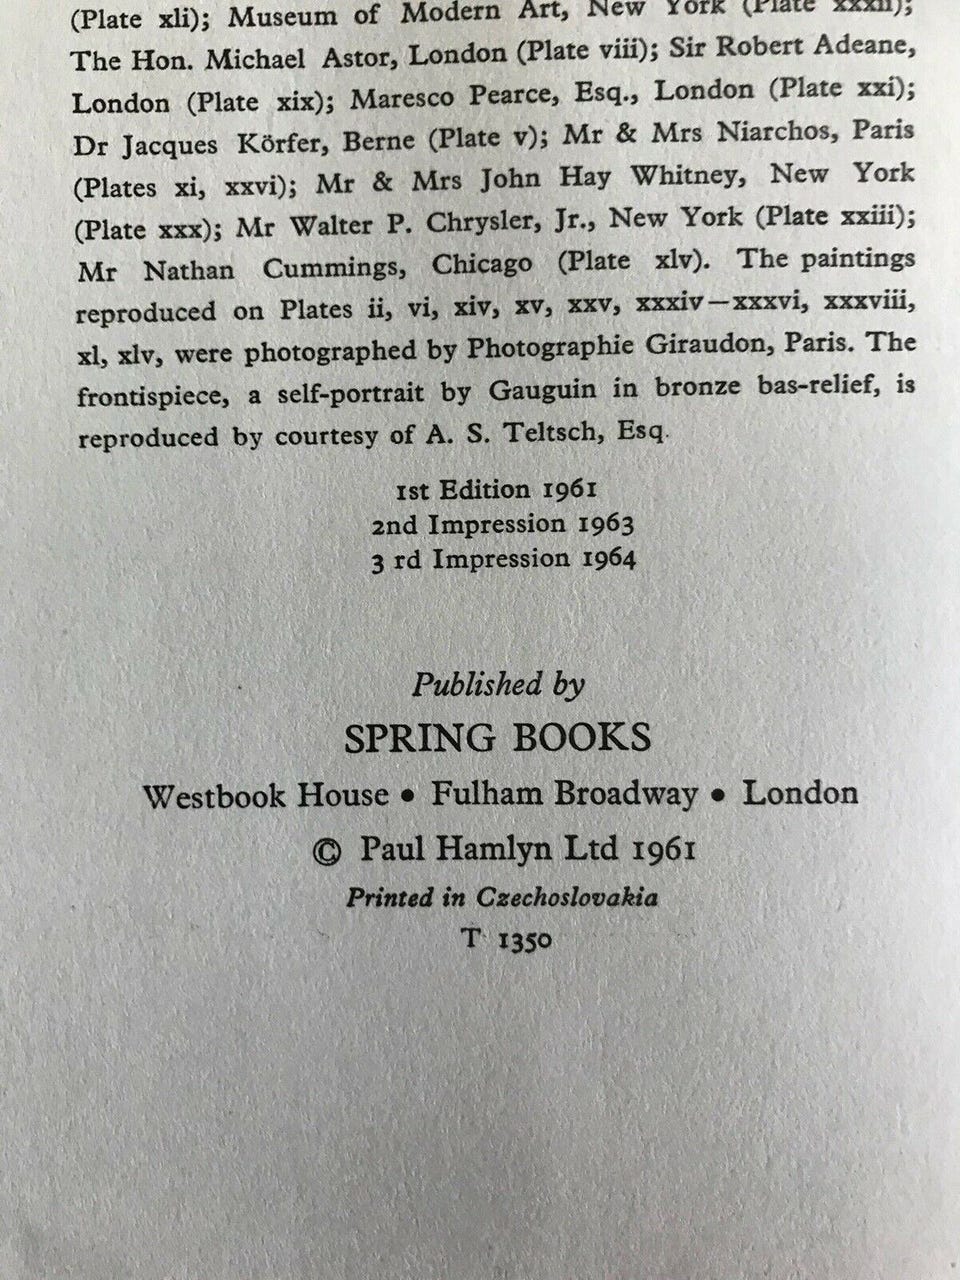 (Plate xli); Museum of Modern Art, New York (Plate xxxii);
The Hon. Michael Astor, London (Plate viii); Sir Robert Adeane,
London (Plate xix); Maresco Pearce, Esq., London (Plate xxi);
Dr Jacques Körfer, Berne (Plate v); Mr & Mrs Niarchos, Paris
(Plates xi, xxvi); Mr & Mrs John Hay Whitney, New York
(Plate xxx); Mr Walter P. Chrysler, Jr., New York (Plate xxiii);
Mr Nathan Cummings, Chicago (Plate xlv). The paintings
reproduced on Plates ii, vi, xiv, xv, xxv, xxxiv—xxxvi, xxxviii,
xl, xlv, were photographed by Photographie Giraudon, Paris. The
frontispiece, a self-portrait by Gauguin in bronze bas-relief, is
reproduced by courtesy of A. S. Teltsch, Esq.
1st Edition 1961
2nd Impression 1963
3 rd Impression 1964
Published by
SPRING BOOKS
Westbook House • Fulham Broadway • London
© Paul Hamlyn Ltd 1961
Printed in Czechoslovakia
T 1350